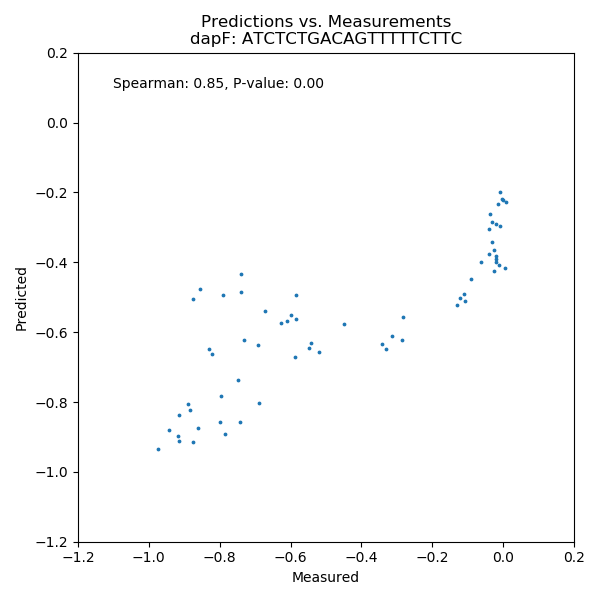 Predictions vs. Measurements
dapF: ATCTCTGACAGTTTTTCTTC
Spearman: 0.85, P-value: 0.00
0.2
0.0
−0.2
−0.4
−0.6
−0.8
−1.0
−1.2
Predicted
−1.2 −1.0 −0.8 −0.6 −0.4 −0.2 0.0 0.2
Measured